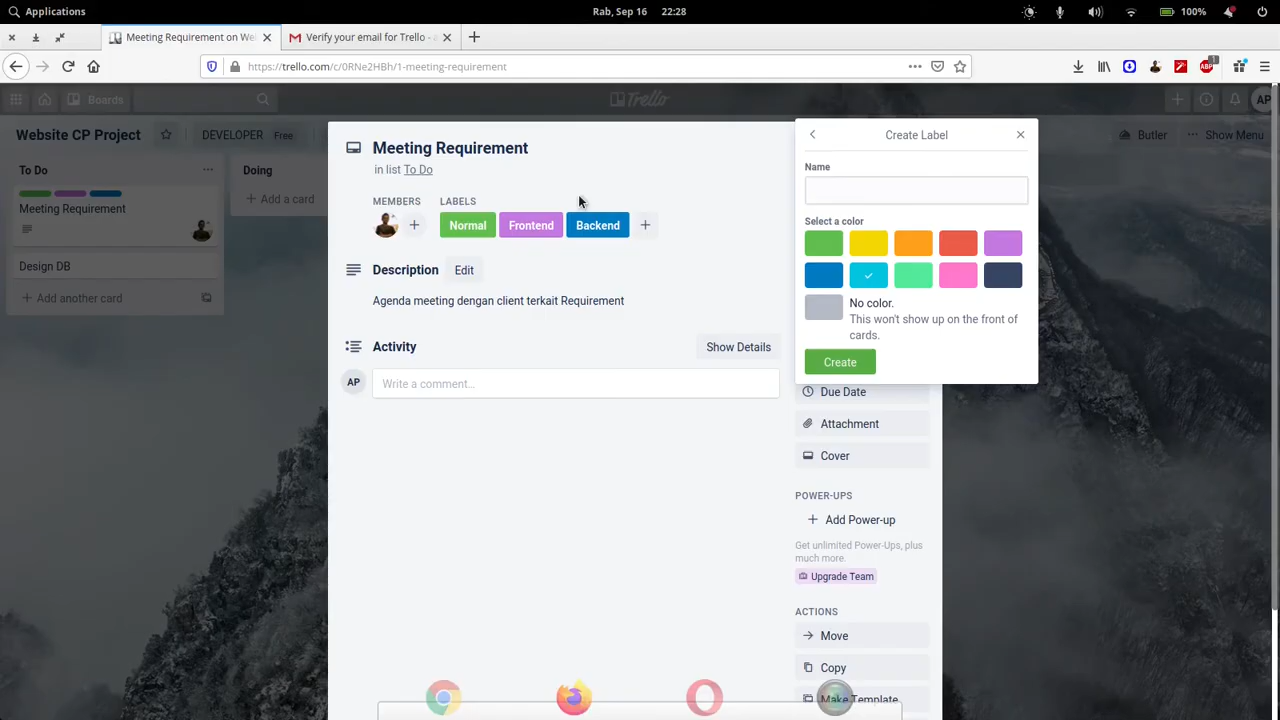 Applications
Rab, Sep 16 22:28
100%
Meeting Requirement on We
Verify your email for Trello - a
https://trello.com/c/0RNe2HBh/1-meeting-requirement
ABP
1
Boards
Trello
AP
Website CP Project
DEVELOPER
Free
Butler
Show Menu
To Do
Meeting Requirement
Design DB
Add another card
Doing
Add a card
Meeting Requirement
in list To Do
MEMBERS
LABELS
Normal
Frontend
Backend
Description
Edit
Agenda meeting dengan client terkait Requirement
Activity
Show Details
AP
Write a comment...
Create Label
Name
Select a color
No color.
This won't show up on the front of
cards.
Create
Due Date
Attachment
Cover
POWER-UPS
Add Power-up
Get unlimited Power-Ups, plus
much more.
Upgrade Team
ACTIONS
Move
Copy
Make Template